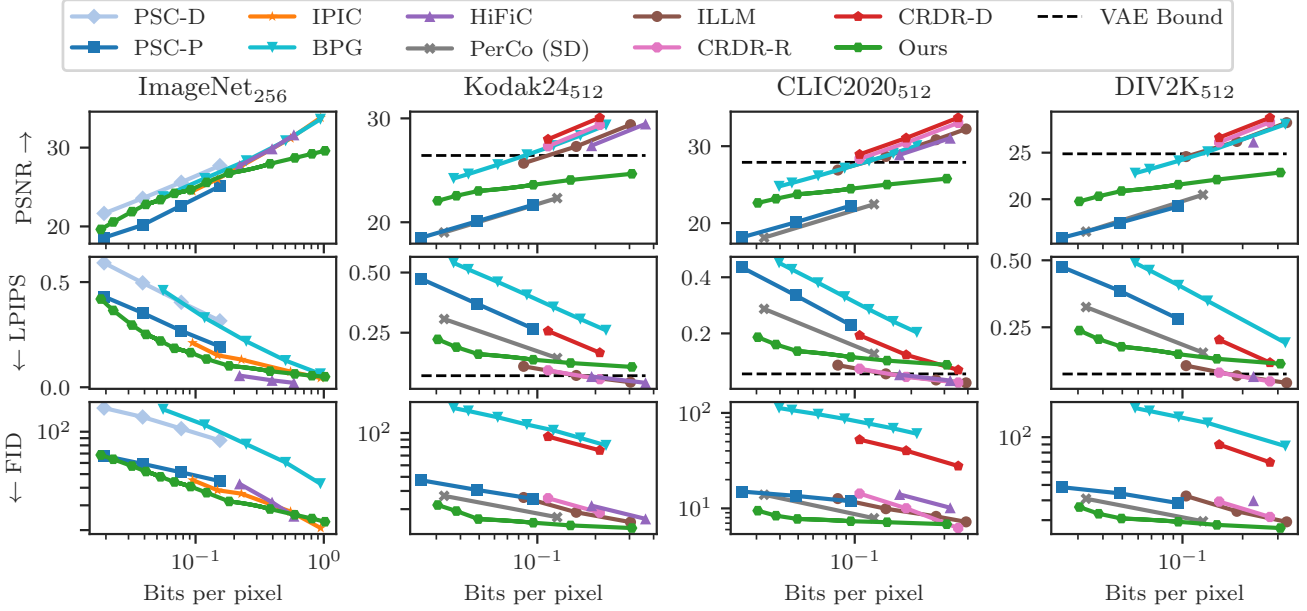 PSC-D IPIC HiFiC ILLM CRDR-D VAE Bound
PSC-P BPG PerCo (SD) CRDR-R Ours
ImageNet256 Kodak24512 CLIC2020512 DIV2K512
PSNR →
30
20
30
20
30
20
25
20
← LPIPS
0.5
0.0
0.50
0.25
0.4
0.2
0.50
0.25
← FID
10²
10²
10²
10¹
10²
10⁻¹ 10⁰ 10⁻¹ 10⁻¹ 10⁻¹
Bits per pixel Bits per pixel Bits per pixel Bits per pixel